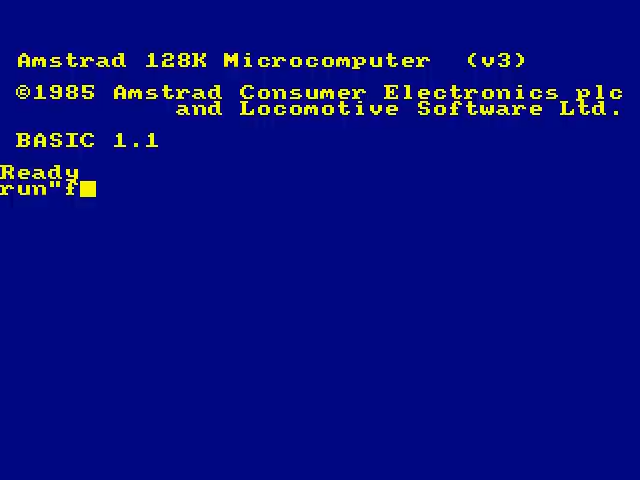 Amstrad 128K Microcomputer (v3)
©1985 Amstrad Consumer Electronics plc
and Locomotive Software Ltd.
BASIC 1.1
Ready
run"f